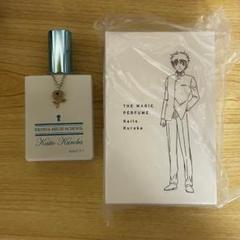 EKODA HIGH SCHOOL
Kaito Kuroba
THE MAGIC
PERFUME
Kaito
Kuroba